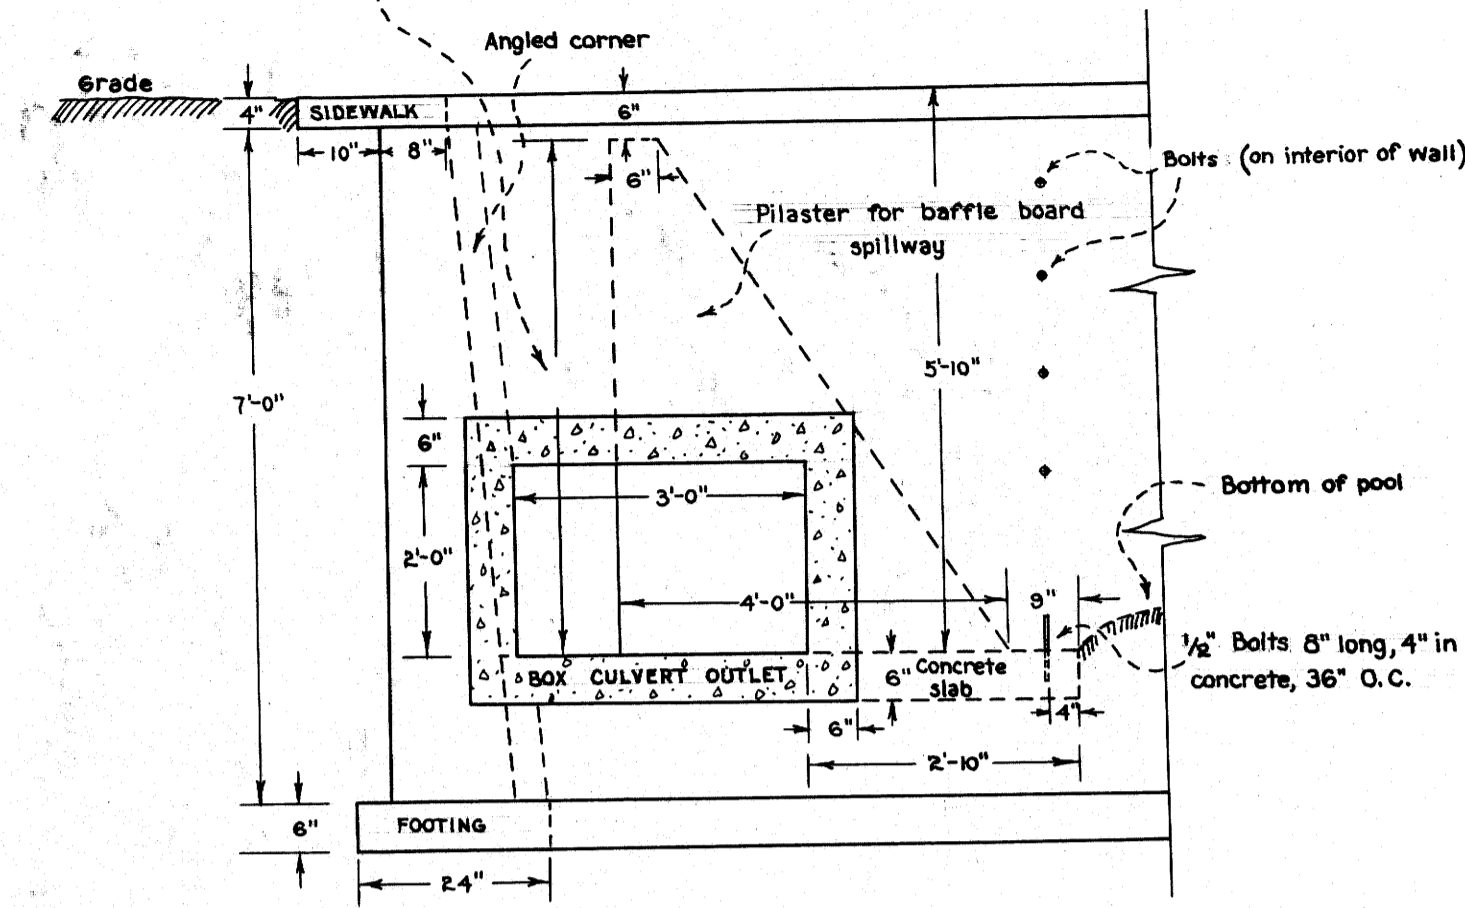 Angled corner
Grade
4"
SIDEWALK
6"
10"
8"
6"
Bolts (on interior of wall)
Pilaster for baffle board
spillway
5'-10"
7'-0"
6"
3'-0"
Bottom of pool
2'-0"
4'-0"
9"
1/2" Bolts 8" long, 4" in
concrete, 36" O.C.
BOX CULVERT OUTLET
6"
Concrete
slab
4"
6"
2'-10"
6"
FOOTING
24"